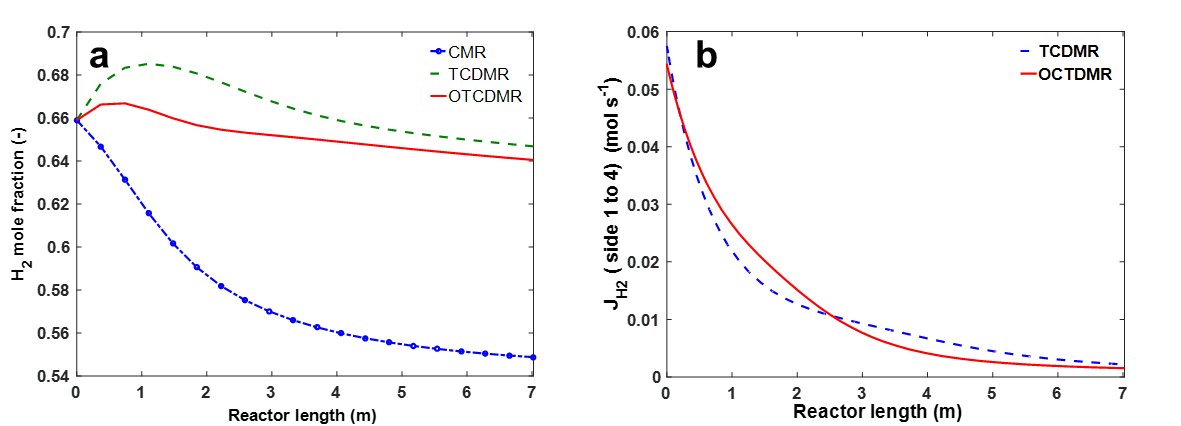 a
CMR
TCDMR
OTCDMR
0.7
0.68
0.66
0.64
0.62
0.6
0.58
0.56
0.54
H2 mole fraction (-)
0 1 2 3 4 5 6 7
Reactor length (m)
b
TCDMR
OCTDMR
0.06
0.05
0.04
0.03
0.02
0.01
0
JH2 ( side 1 to 4) (mol s-1)
0 1 2 3 4 5 6 7
Reactor length (m)